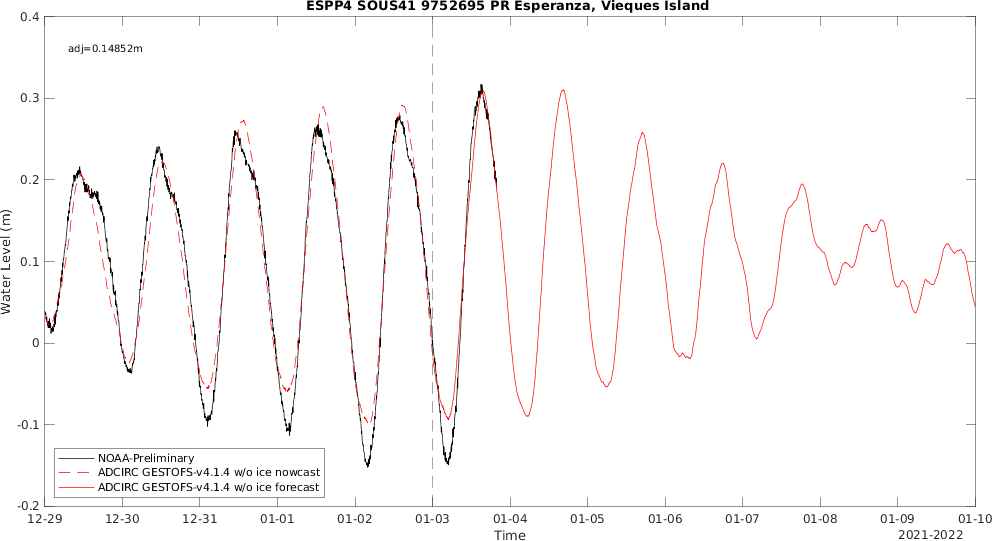 ESPP4 SOUS41 9752695 PR Esperanza, Vieques Island
adj=0.14852m
0.4
0.3
0.2
0.1
0
-0.1
-0.2
Water Level (m)
NOAA-Preliminary
ADCIRC GESTOFS-v4.1.4 w/o ice nowcast
ADCIRC GESTOFS-v4.1.4 w/o ice forecast
12-29 12-30 12-31 01-01 01-02 01-03 01-04 01-05 01-06 01-07 01-08 01-09 01-10
Time
2021-2022